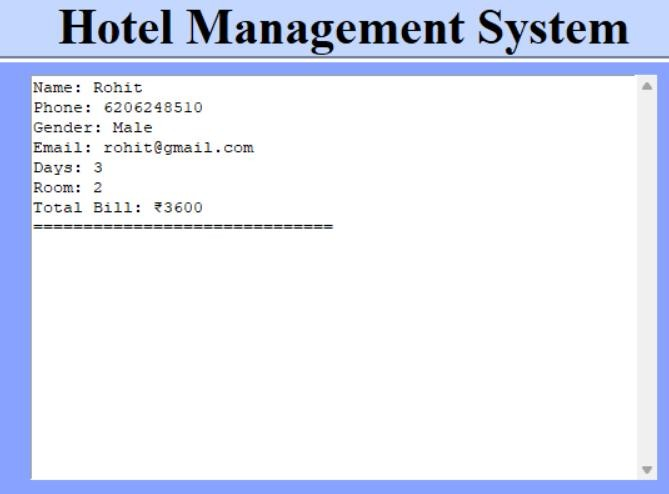 Hotel Management System
Name: Rohit
Phone: 6206248510
Gender: Male
Email: rohit@gmail.com
Days: 3
Room: 2
Total Bill: ₹3600
==============================